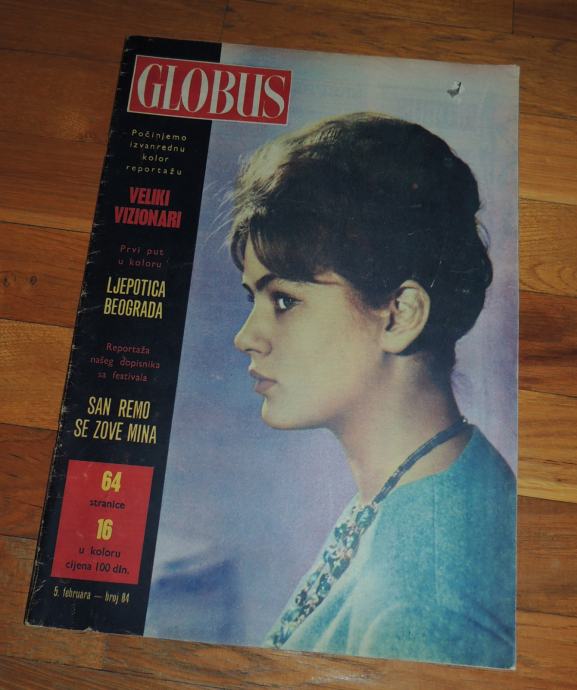 GLOBUS
Počinjemo
izvanrednu
kolor
reportažu
VELIKI
VIZIONARI
Prvi put
u koloru
LJEPOTICA
BEOGRADA
Reportaža
našeg dopisnika
sa festivala
SAN REMO
SE ZOVE MINA
64
stranice
16
u koloru
cijena 100 din.
5. februara — broj 84